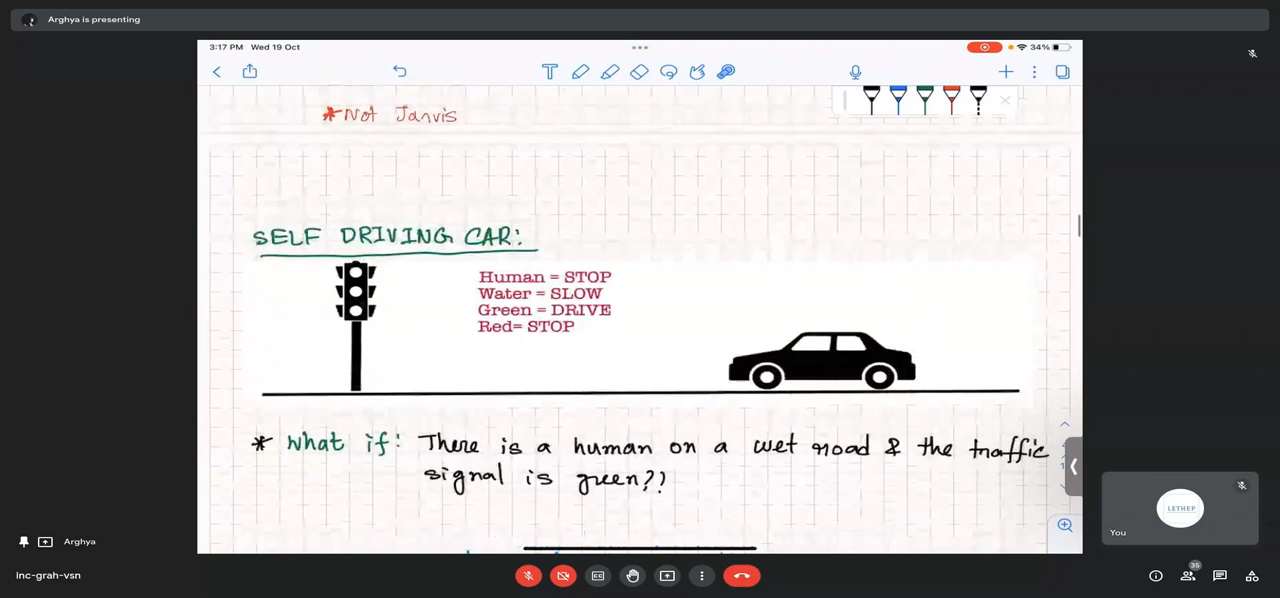 Arghya is presenting
3:17 PM Wed 19 Oct
34%
*Not Jarvis
SELF DRIVING CAR:
Human = STOP
Water = SLOW
Green = DRIVE
Red= STOP
* What if: There is a human on a wet road & the traffic
signal is green??
LETHEP
You
Arghya
inc-grah-vsn
35